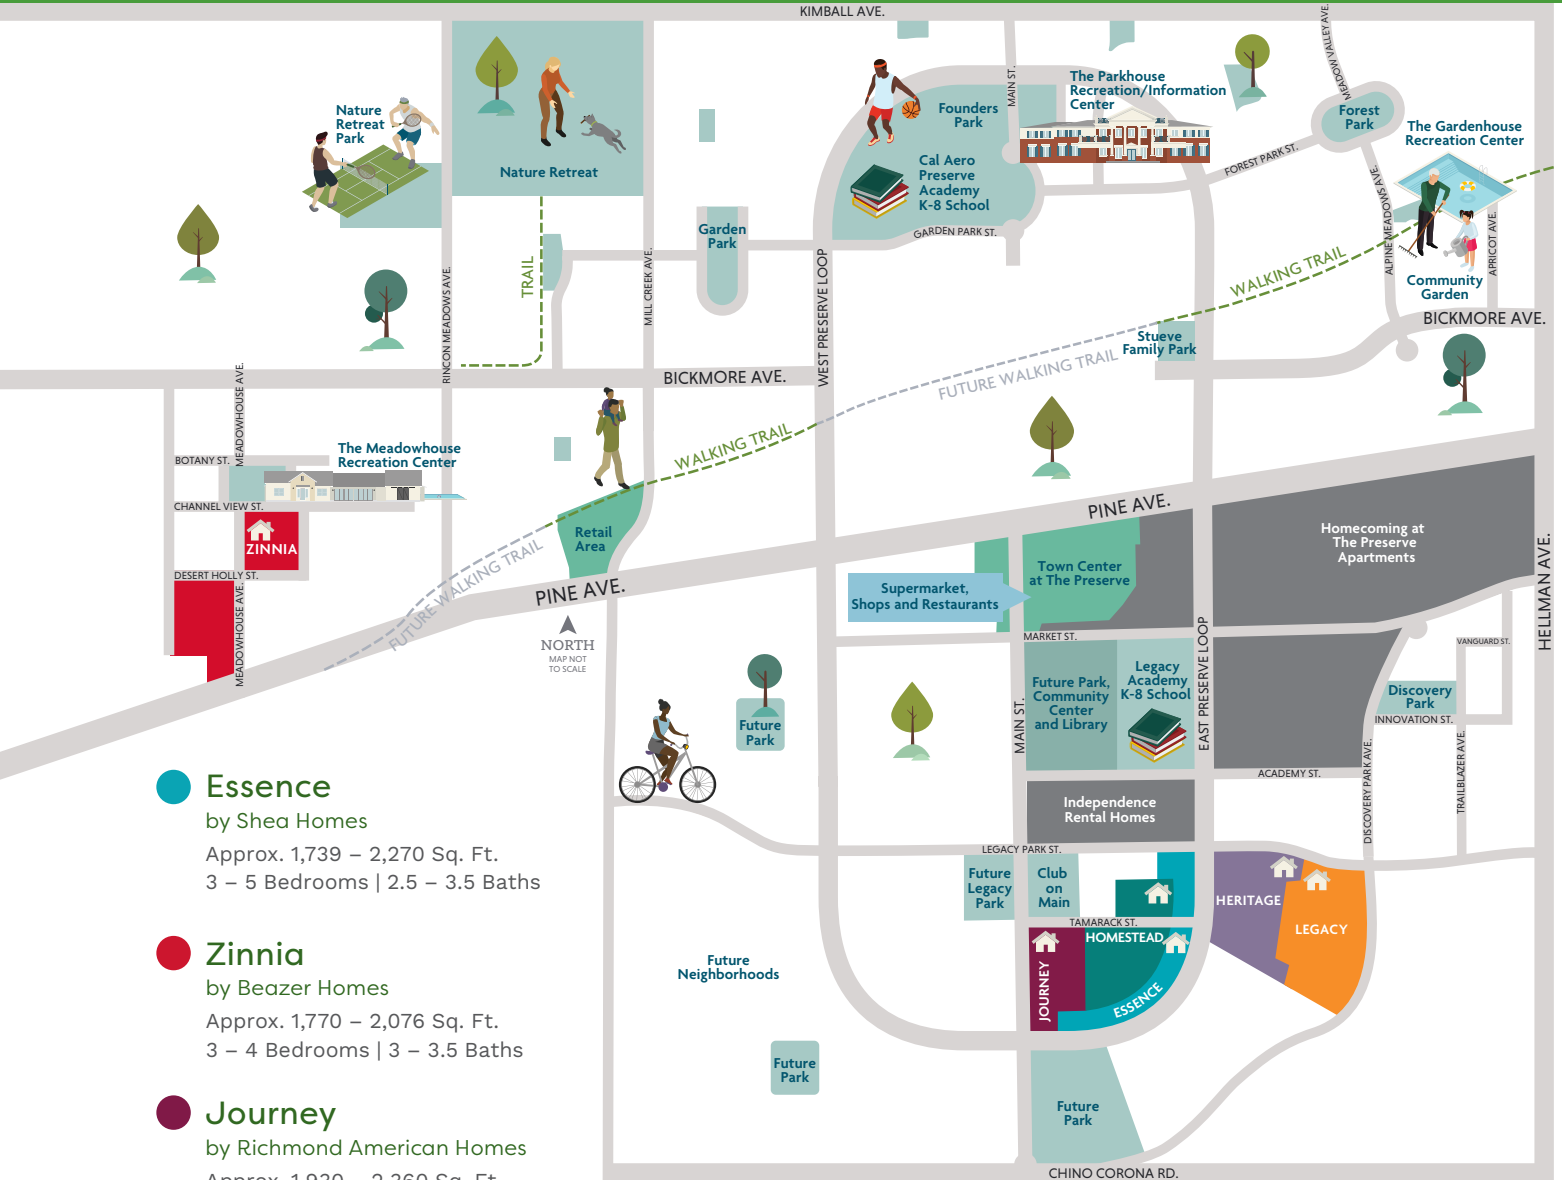 KIMBALL AVE.
MEADOW VALLEY AVE.
MAIN ST.
The Parkhouse
Recreation/Information
Center
Nature
Retreat
Park
Founders
Park
Forest
Park
The Gardenhouse
Recreation Center
Nature Retreat
Cal Aero
Preserve
Academy
K-8 School
FOREST PARK ST.
Garden
Park
GARDEN PARK ST.
ALPINE MEADOWS AVE.
APRICOT AVE.
TRAIL
RINCON MEADOWS AVE.
MILL CREEK AVE.
WEST PRESERVE LOOP
WALKING TRAIL
Community
Garden
BICKMORE AVE.
Stueve
Family Park
FUTURE WALKING TRAIL
BICKMORE AVE.
MEADOWHOUSE AVE.
The Meadowhouse
Recreation Center
WALKING TRAIL
BOTANY ST.
CHANNEL VIEW ST.
ZINNIA
DESERT HOLLY ST.
MEADOWHOUSE AVE.
FUTURE WALKING TRAIL
Retail
Area
PINE AVE.
PINE AVE.
Homecoming at
The Preserve
Apartments
HELLMAN AVE.
Town Center
at The Preserve
Supermarket,
Shops and Restaurants
NORTH
MAP NOT
TO SCALE
MARKET ST.
EAST PRESERVE LOOP
VANGUARD ST.
Future Park,
Community
Center
and Library
Legacy
Academy
K-8 School
MAIN ST.
Discovery
Park
INNOVATION ST.
Future
Park
TRAILBLAZER AVE.
DISCOVERY PARK AVE.
ACADEMY ST.
Independence
Rental Homes
LEGACY PARK ST.
Future
Legacy
Park
Club
on
Main
HERITAGE
LEGACY
TAMARACK ST.
HOMESTEAD
JOURNEY
ESSENCE
Future
Neighborhoods
Future
Park
Future
Park
CHINO CORONA RD.
Essence
by Shea Homes
Approx. 1,739 – 2,270 Sq. Ft.
3 – 5 Bedrooms | 2.5 – 3.5 Baths
Zinnia
by Beazer Homes
Approx. 1,770 – 2,076 Sq. Ft.
3 – 4 Bedrooms | 3 – 3.5 Baths
Journey
by Richmond American Homes
Approx. 1,930 – 2,360 Sq. Ft.